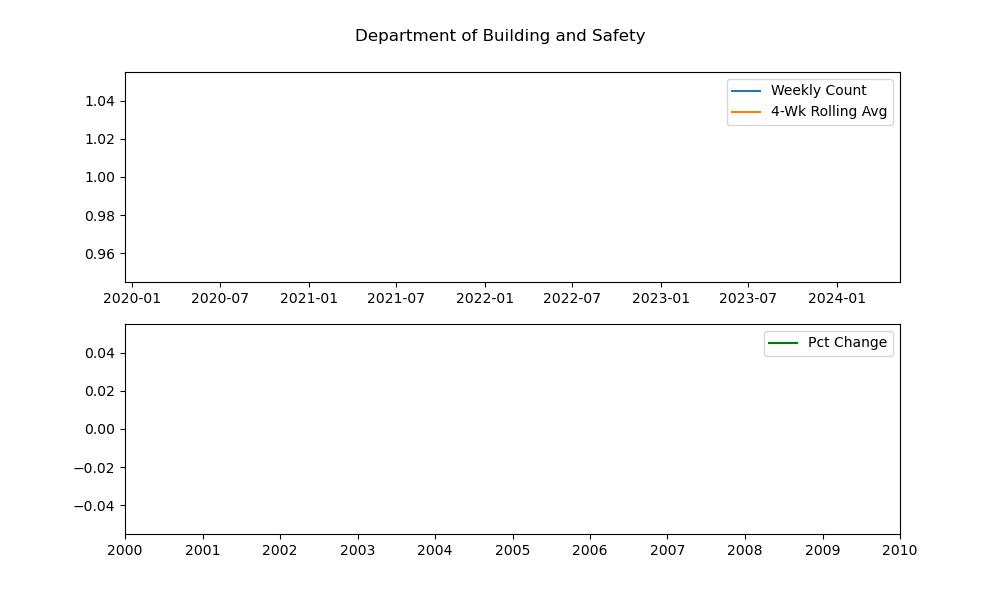 Department of Building and Safety
Weekly Count
4-Wk Rolling Avg
1.04
1.02
1.00
0.98
0.96
2020-01 2020-07 2021-01 2021-07 2022-01 2022-07 2023-01 2023-07 2024-01
Pct Change
0.04
0.02
0.00
−0.02
−0.04
2000 2001 2002 2003 2004 2005 2006 2007 2008 2009 2010